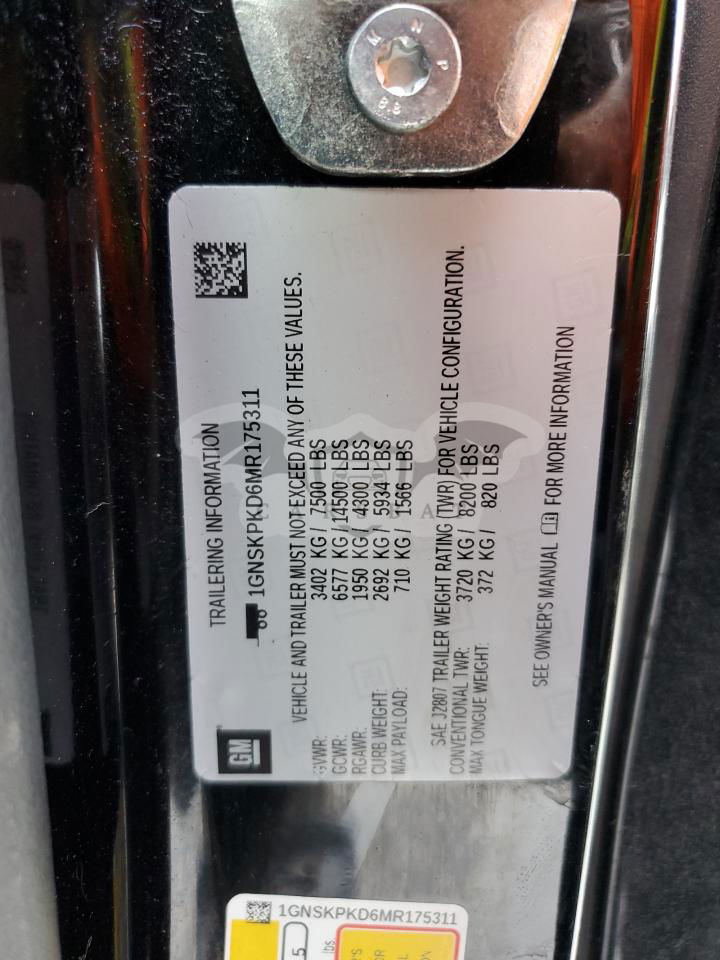 M N P
8.8
TRAILERING INFORMATION
1GNSKPKD6MR175311
VEHICLE AND TRAILER MUST NOT EXCEED ANY OF THESE VALUES.
GVWR: 3402 KG / 7500 LBS
GCWR: 6577 KG / 14500 LBS
RGAWR: 1950 KG / 4300 LBS
CURB WEIGHT: 2692 KG / 5934 LBS
MAX PAYLOAD: 710 KG / 1566 LBS
SAE J2807 TRAILER WEIGHT RATING (TWR) FOR VEHICLE CONFIGURATION.
CONVENTIONAL TWR: 3720 KG / 8200 LBS
MAX TONGUE WEIGHT: 372 KG / 820 LBS
SEE OWNER'S MANUAL FOR MORE INFORMATION
GM
1GNSKPKD6MR175311
lbs